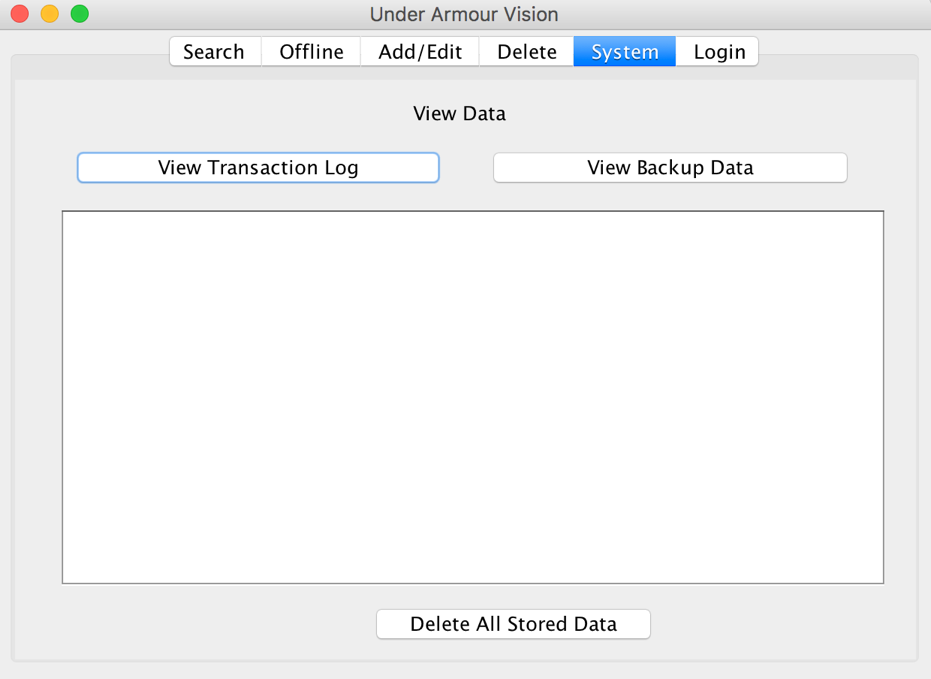 Under Armour Vision
Search Offline Add/Edit Delete System Login
View Data
View Transaction Log View Backup Data
Delete All Stored Data